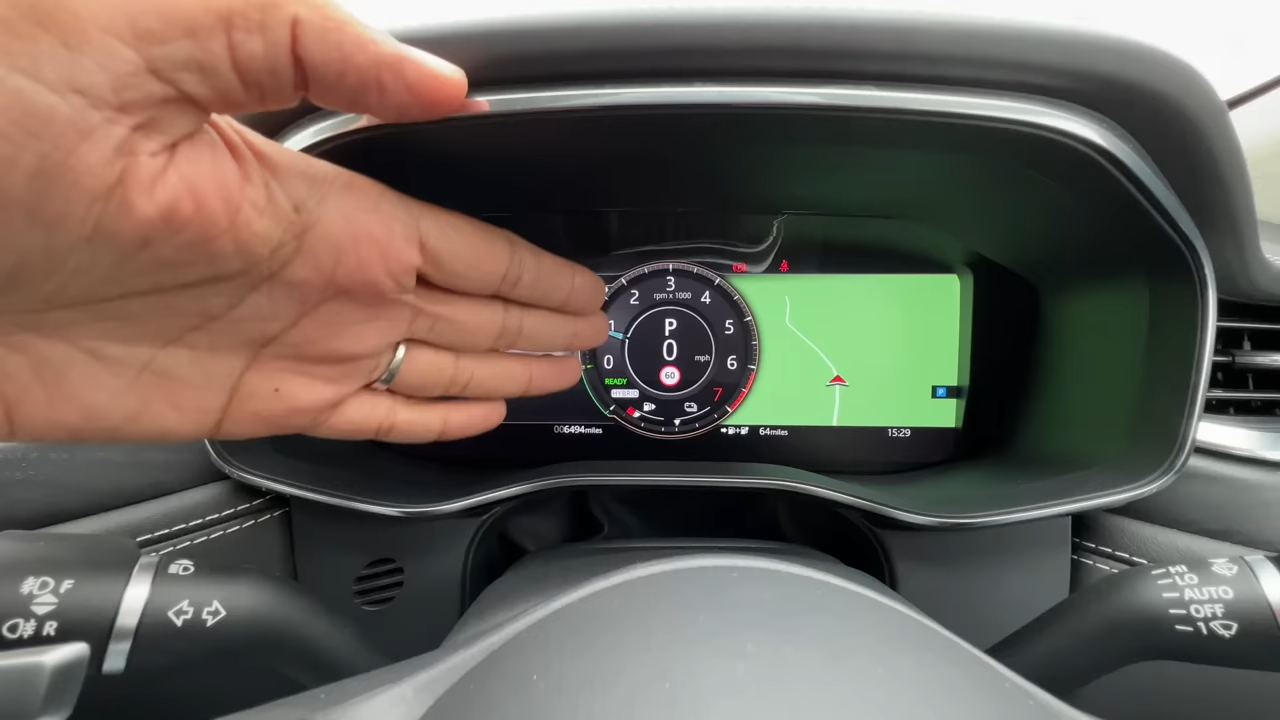 3
2
rpm x 1000
4
1
P
5
0
0
mph
6
60
READY
HYBRID
7
006494miles
64miles
15:29
P
F
R
HI
LO
AUTO
OFF
1